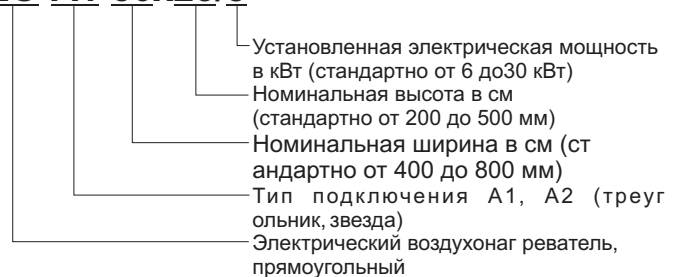 Установленная электрическая мощность
в кВт (стандартно от 6 до30 кВт)
Номинальная высота в см
(стандартно от 200 до 500 мм)
Номинальная ширина в см (ст
андартно от 400 до 800 мм)
Тип подключения А1, А2 (треуг
ольник, звезда)
Электрический воздухонаг реватель,
прямоугольный